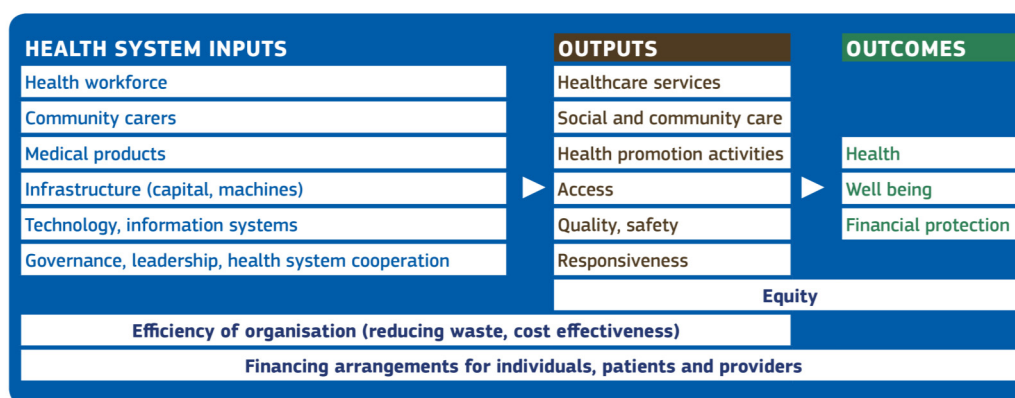 HEALTH SYSTEM INPUTS
Health workforce
Community carers
Medical products
Infrastructure (capital, machines)
Technology, information systems
Governance, leadership, health system cooperation
OUTPUTS
Healthcare services
Social and community care
Health promotion activities
Access
Quality, safety
Responsiveness
OUTCOMES
Health
Well being
Financial protection
Equity
Efficiency of organisation (reducing waste, cost effectiveness)
Financing arrangements for individuals, patients and providers